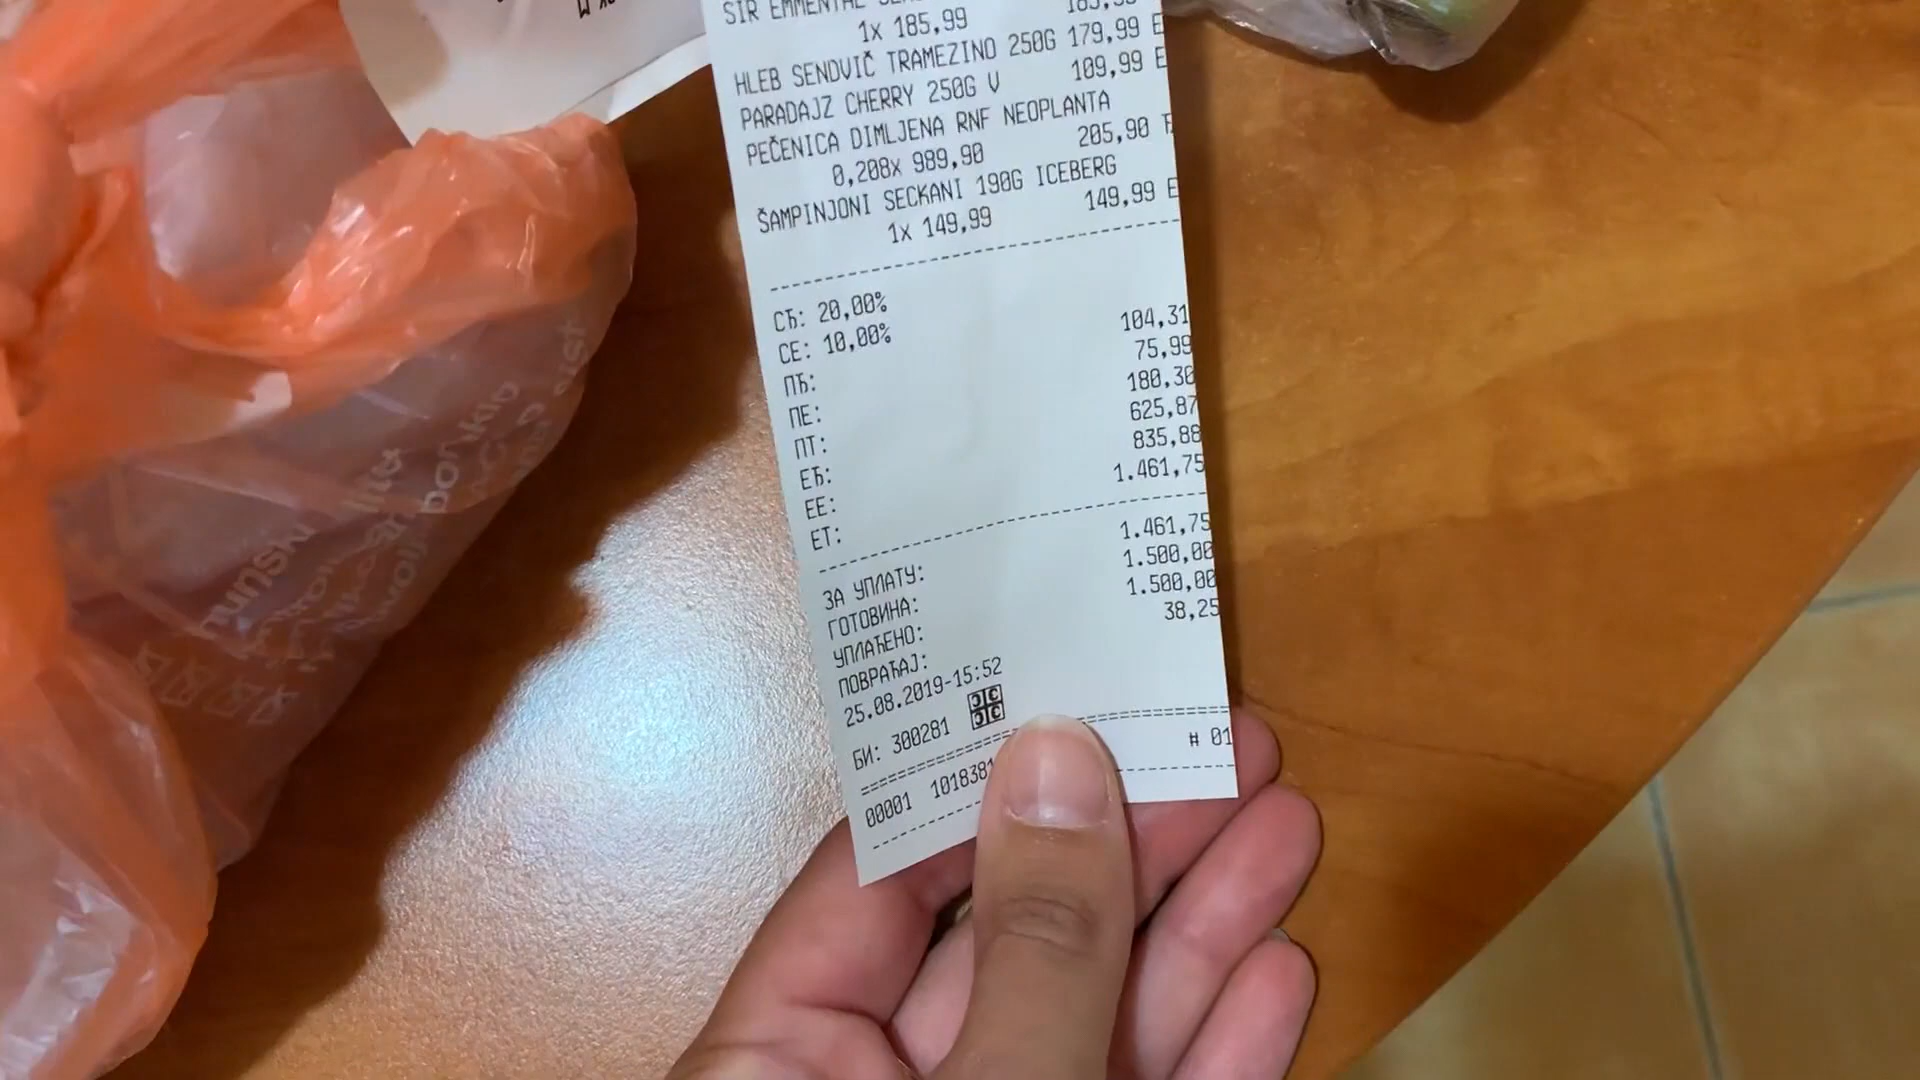 SIR EMMENTAL
1x 185,99
HLEB SENDVIČ TRAMEZINO 250G 179,99 E
PARADAJZ CHERRY 250G V 109,99 E
PEČENICA DIMLJENA RNF NEOPLANTA
0,208x 989,90 205,90 Ђ
ŠAMPINJONI SECKANI 190G ICEBERG
1x 149,99 149,99 E
СЂ: 20,00%
СЕ: 10,00%
ПЂ: 104,31
ПЕ: 75,99
ПТ: 180,30
ЕЂ: 625,87
ЕЕ: 835,88
ЕТ: 1.461,75
ЗА УПЛАТУ: 1.461,75
ГОТОВИНА: 1.500,00
УПЛАЋЕНО: 1.500,00
ПОВРАЋАЈ: 38,25
25.08.2019-15:52
БИ: 300281
00001 1018381 # 01